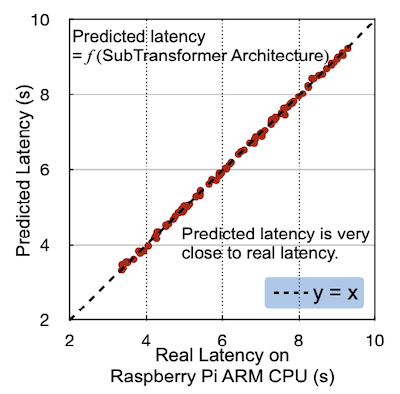 10
Predicted latency
= f (SubTransformer Architecture)
8
6
4
2
Predicted Latency (s)
Predicted latency is very
close to real latency.
y = x
2 4 6 8 10
Real Latency on
Raspberry Pi ARM CPU (s)